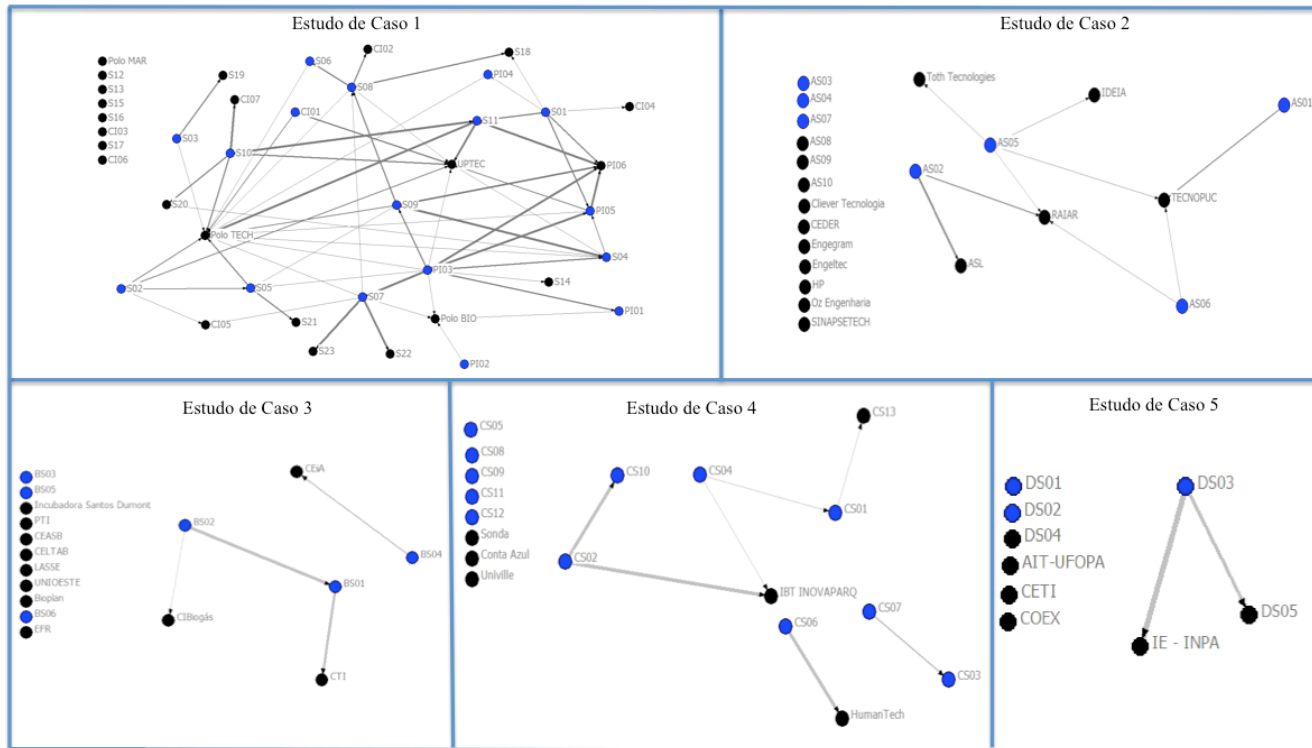 Estudo de Caso 1
Polo MAR
S12
S13
S15
S16
CI03
S17
CI06
S19
CI07
S06
CI02
S08
S18
PI04
CI01
S01
CI04
S03
S11
S10
UPTEC
PI06
S20
S09
PI05
Polo TECH
S04
PI03
S02
S05
S14
S07
PI01
CI05
S21
Polo BIO
S23
S22
PI02
Estudo de Caso 2
AS03
AS04
AS07
AS08
AS09
AS10
Cliever Tecnologia
CEDER
Engegram
Engeltec
HP
Oz Engenharia
SINAPSETECH
Toth Tecnologies
IDEIA
AS01
AS05
AS02
TECNOPUC
RAIAR
ASL
AS06
Estudo de Caso 3
BS03
BS05
Incubadora Santos Dumont
PTI
CEASB
CELTAB
LASSE
UNIOESTE
Bioplan
BS06
EFR
CEiA
BS02
BS04
BS01
CIBiogás
CTI
Estudo de Caso 4
CS05
CS08
CS09
CS11
CS12
Sonda
Conta Azul
Univille
CS13
CS10
CS04
CS01
CS02
IBT INOVAPARQ
CS07
CS06
CS03
HumanTech
Estudo de Caso 5
DS01
DS02
DS04
AIT-UFOPA
CETI
COEX
DS03
DS05
IE - INPA